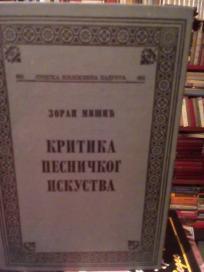 СРПСКА КЊИЖЕВНА ЗАДРУГА
ЗОРАН МИШИЋ
КРИТИКА
ПЕСНИЧКОГ
ИСКУСТВА